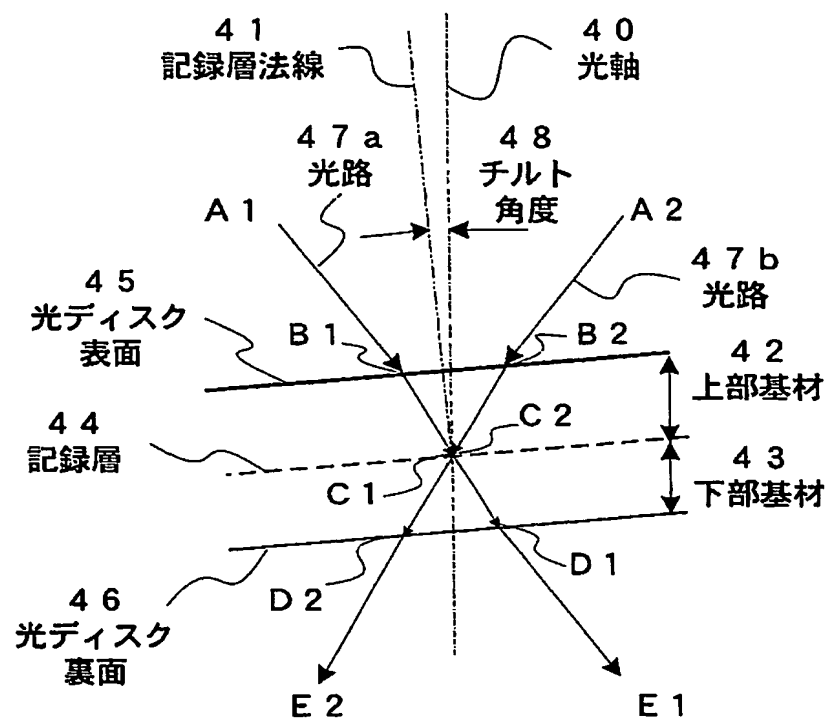 41
記録層法線
40
光軸
47a
光路
48
チルト
角度
A1
A2
47b
光路
45
光ディスク
表面
B1
B2
42
上部基材
C2
44
記録層
C1
43
下部基材
D2
D1
46
光ディスク
裏面
E2
E1